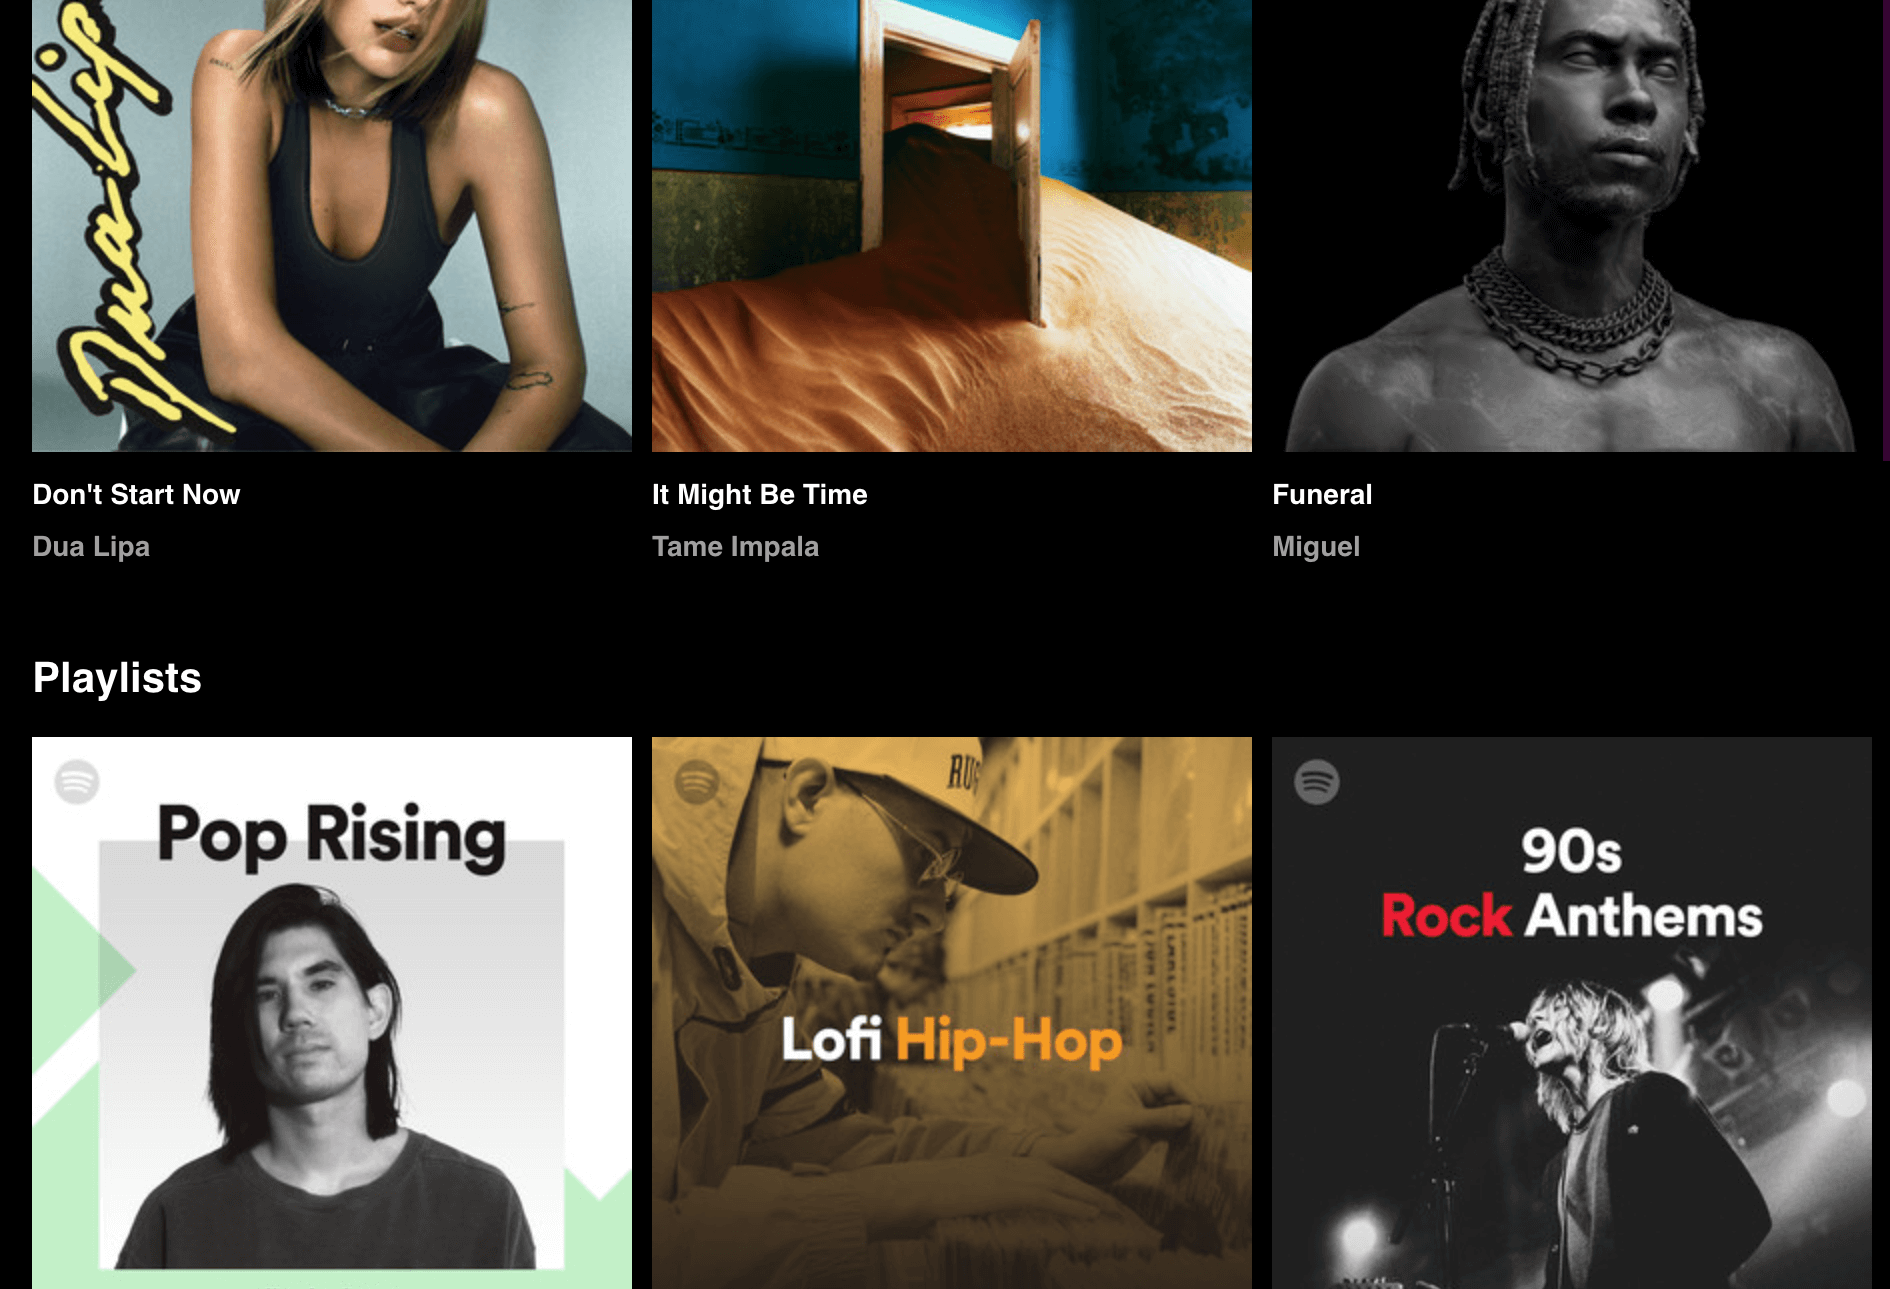 Dua Lipa
Don't Start Now
Dua Lipa
It Might Be Time
Tame Impala
Funeral
Miguel
Playlists
Pop Rising
RUG
Lofi Hip-Hop
90s
Rock Anthems